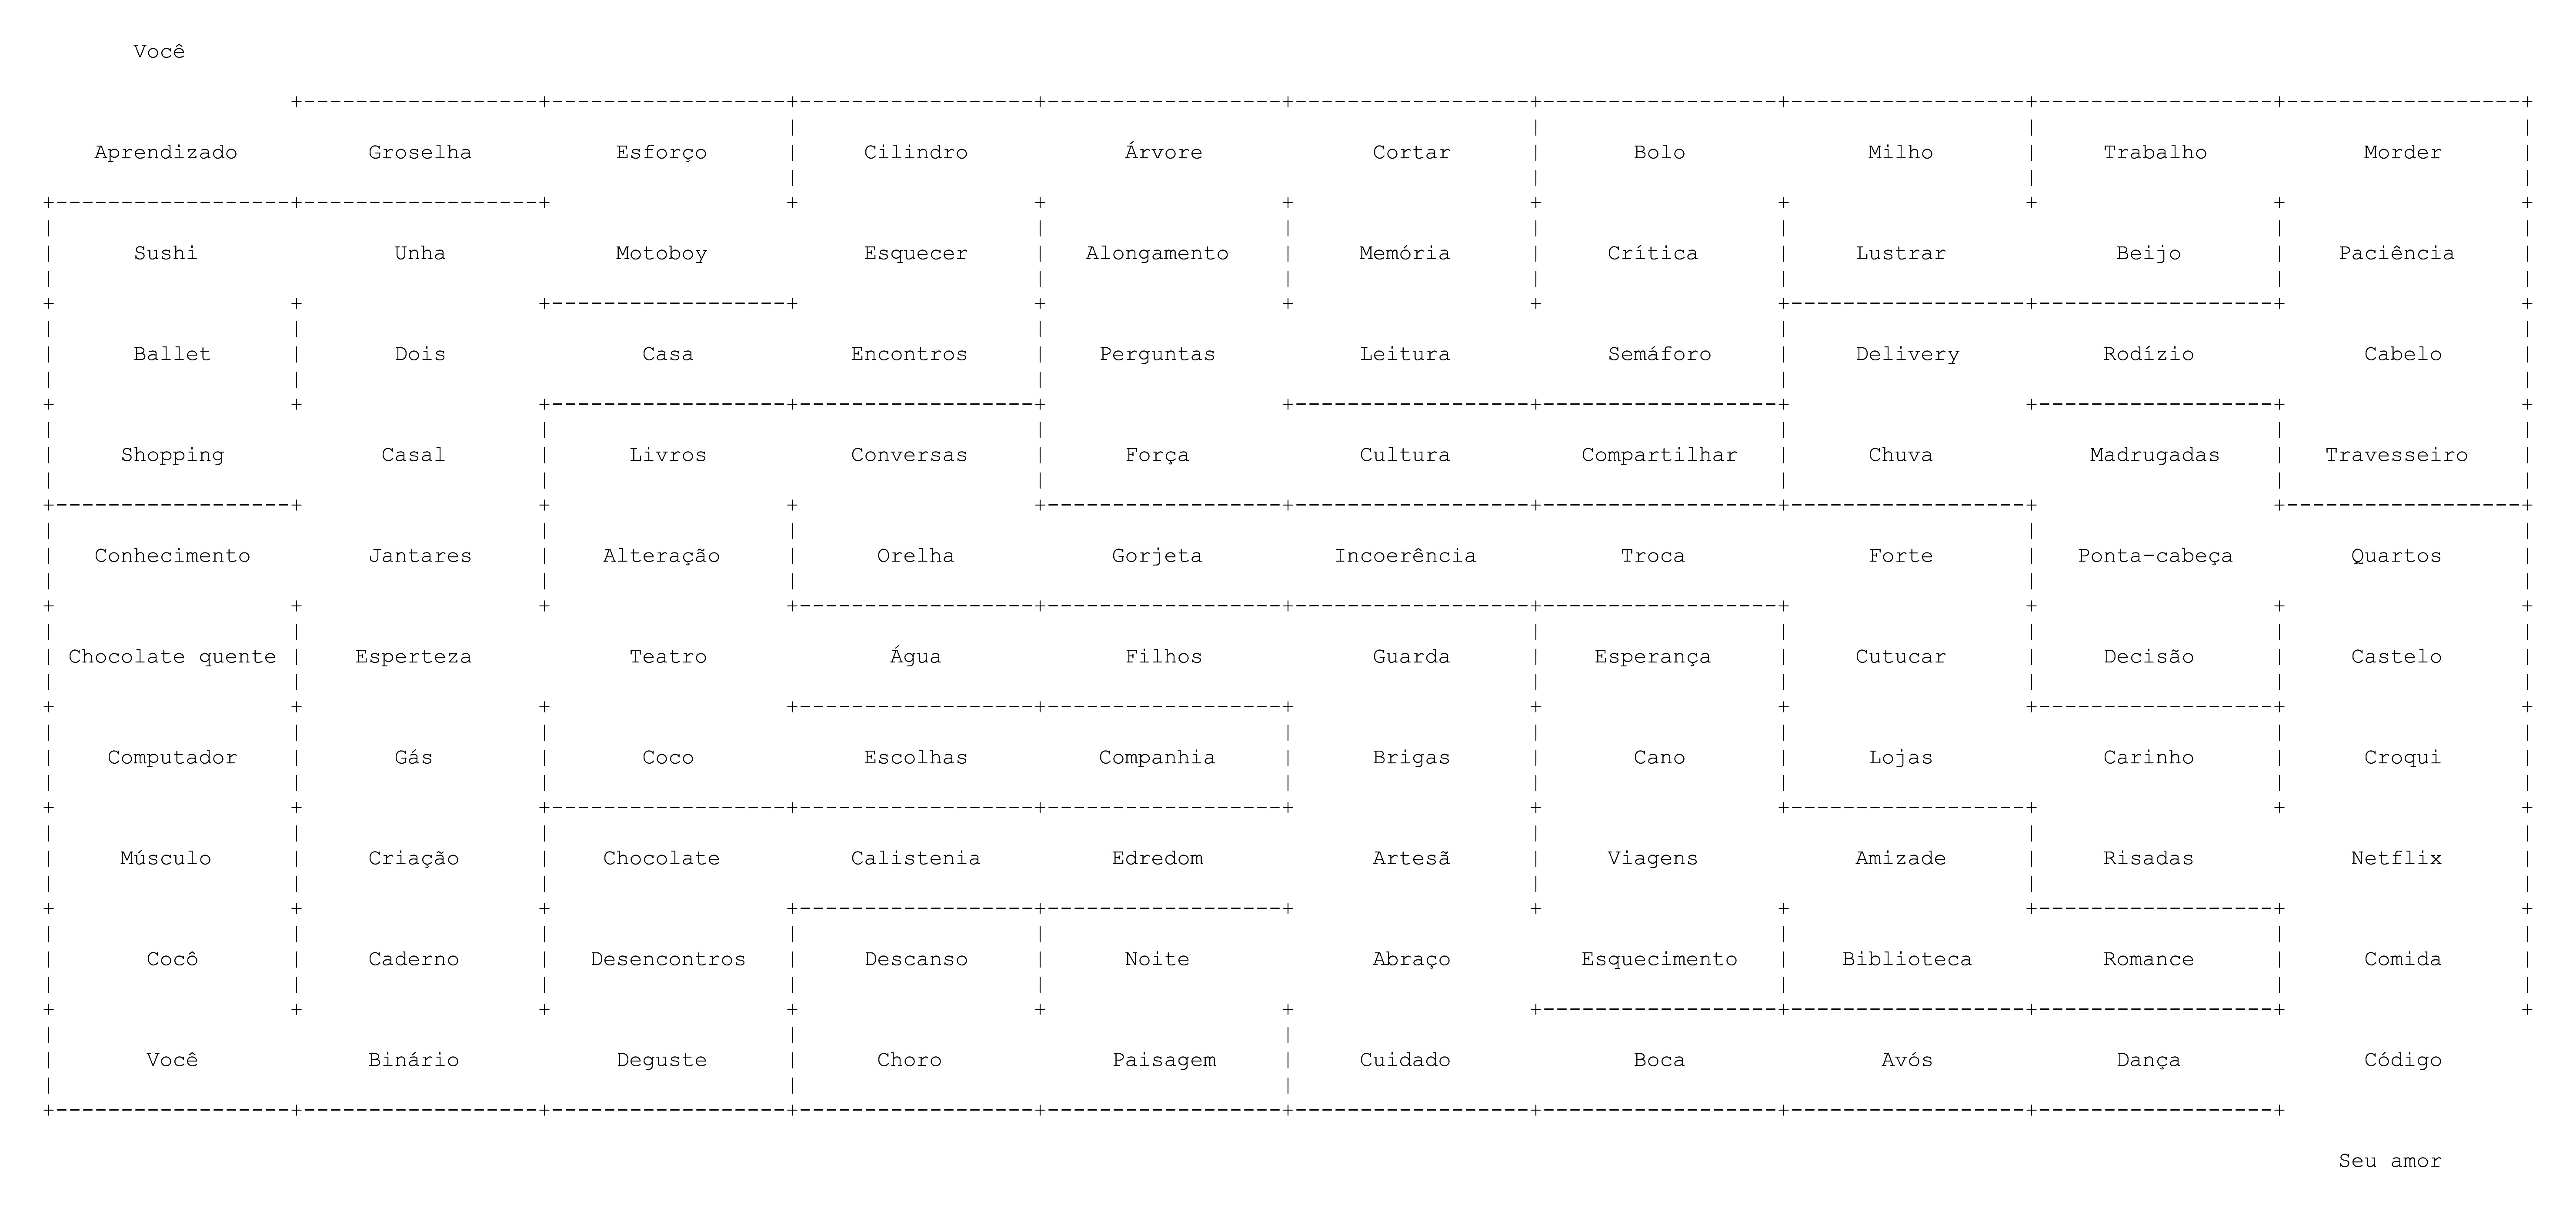 Você
Aprendizado Groselha Esforço Cilindro Árvore Cortar Bolo Milho Trabalho Morder
Sushi Unha Motoboy Esquecer Alongamento Memória Crítica Lustrar Beijo Paciência
Ballet Dois Casa Encontros Perguntas Leitura Semáforo Delivery Rodízio Cabelo
Shopping Casal Livros Conversas Força Cultura Compartilhar Chuva Madrugadas Travesseiro
Conhecimento Jantares Alteração Orelha Gorjeta Incoerência Troca Forte Ponta-cabeça Quartos
Chocolate quente Esperteza Teatro Água Filhos Guarda Esperança Cutucar Decisão Castelo
Computador Gás Coco Escolhas Companhia Brigas Cano Lojas Carinho Croqui
Músculo Criação Chocolate Calistenia Edredom Artesã Viagens Amizade Risadas Netflix
Cocô Caderno Desencontros Descanso Noite Abraço Esquecimento Biblioteca Romance Comida
Você Binário Deguste Choro Paisagem Cuidado Boca Avós Dança Código
Seu amor